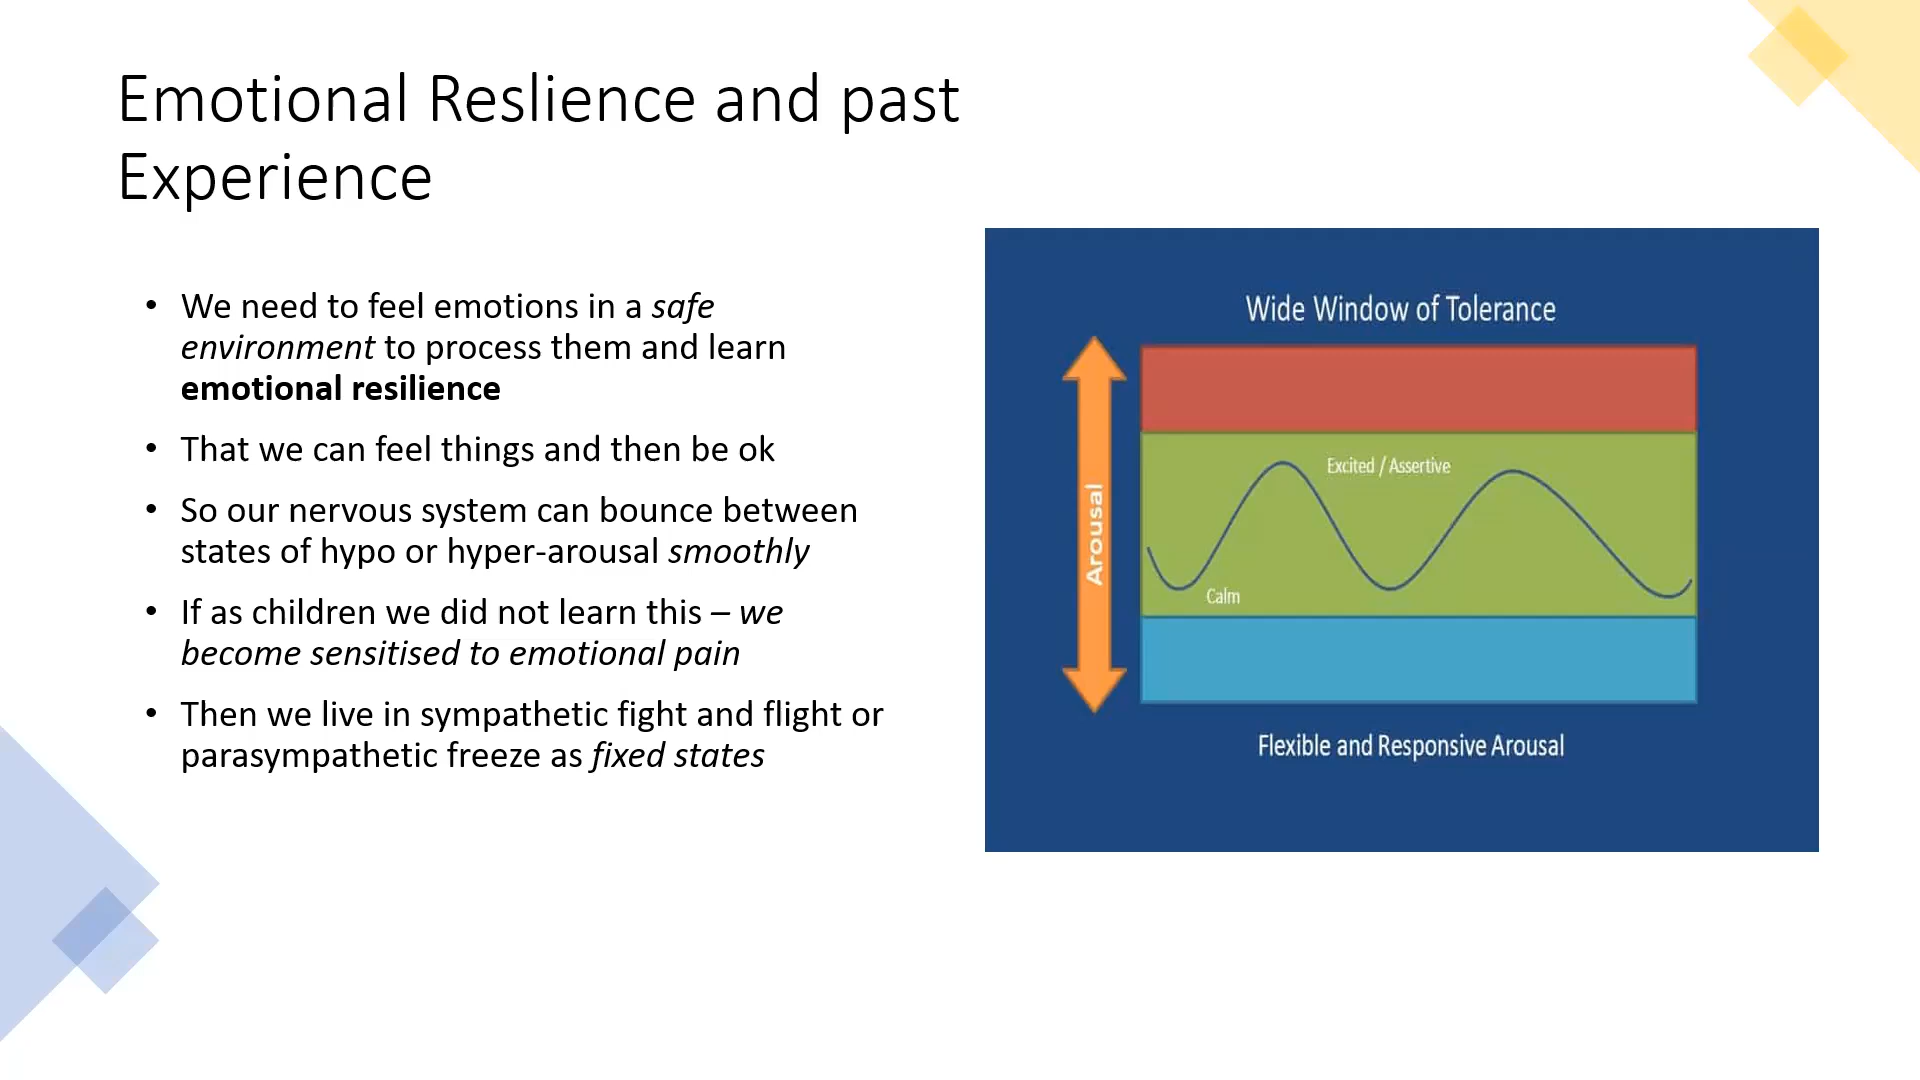 Emotional Reslience and past
Experience
• We need to feel emotions in a safe
environment to process them and learn
emotional resilience
• That we can feel things and then be ok
• So our nervous system can bounce between
states of hypo or hyper-arousal smoothly
• If as children we did not learn this – we
become sensitised to emotional pain
• Then we live in sympathetic fight and flight or
parasympathetic freeze as fixed states
Wide Window of Tolerance
Arousal
Excited / Assertive
Calm
Flexible and Responsive Arousal